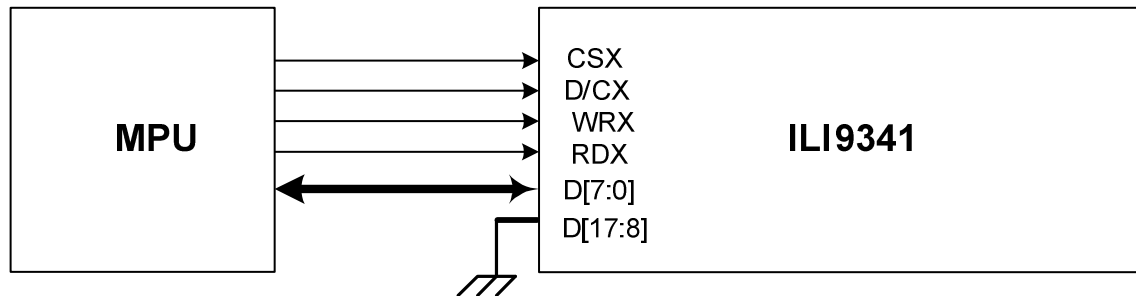 MPU
CSX
D/CX
WRX
RDX
D[7:0]
D[17:8]
ILI9341